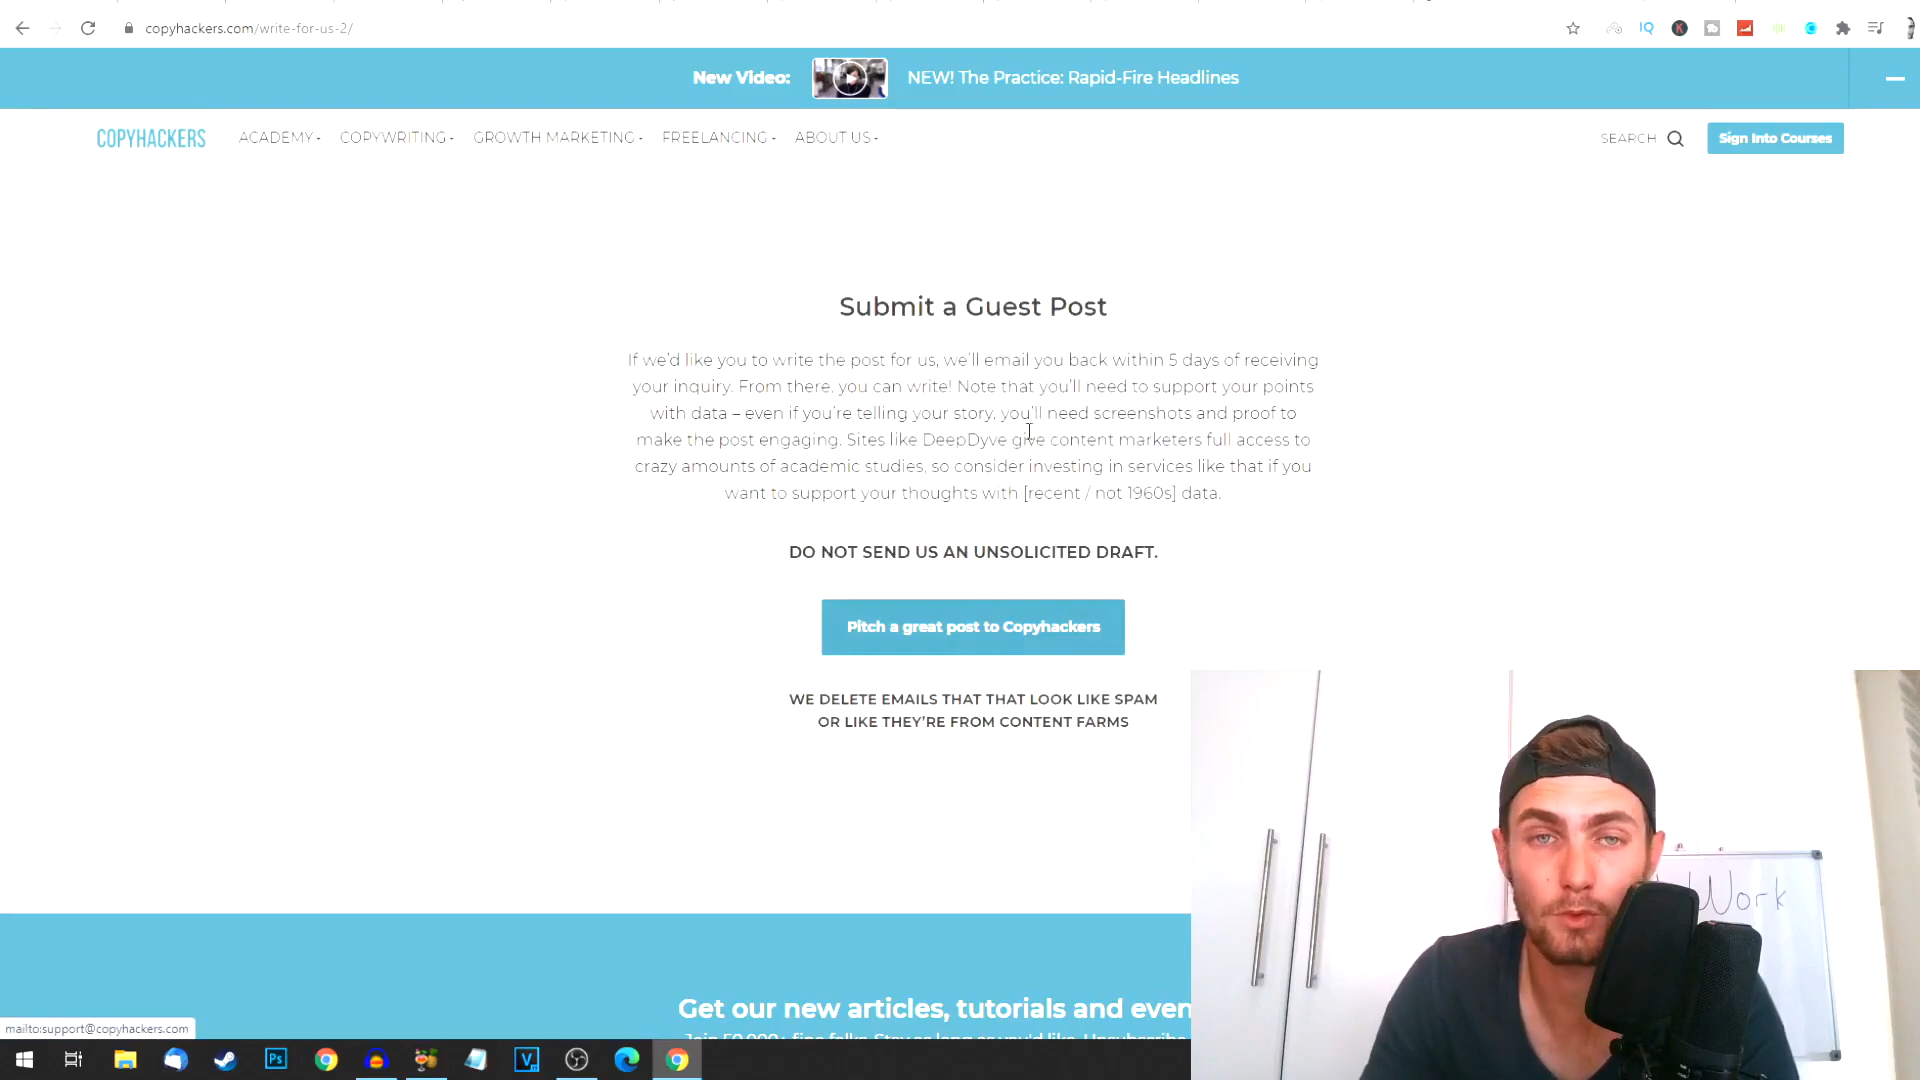 copyhackers.com/write-for-us-2/
New Video:
NEW! The Practice: Rapid-Fire Headlines
COPYHACKERS
ACADEMY
COPYWRITING
GROWTH MARKETING
FREELANCING
ABOUT US
SEARCH
Sign Into Courses
Submit a Guest Post
If we'd like you to write the post for us, we'll email you back within 5 days of receiving
your inquiry. From there, you can write! Note that you'll need to support your points
with data – even if you're telling your story, you'll need screenshots and proof to
make the post engaging. Sites like DeepDyve give content marketers full access to
crazy amounts of academic studies, so consider investing in services like that if you
want to support your thoughts with [recent / not 1960s] data.
DO NOT SEND US AN UNSOLICITED DRAFT.
Pitch a great post to Copyhackers
WE DELETE EMAILS THAT THAT LOOK LIKE SPAM
OR LIKE THEY'RE FROM CONTENT FARMS
Work
Get our new articles, tutorials and even
mailto:support@copyhackers.com